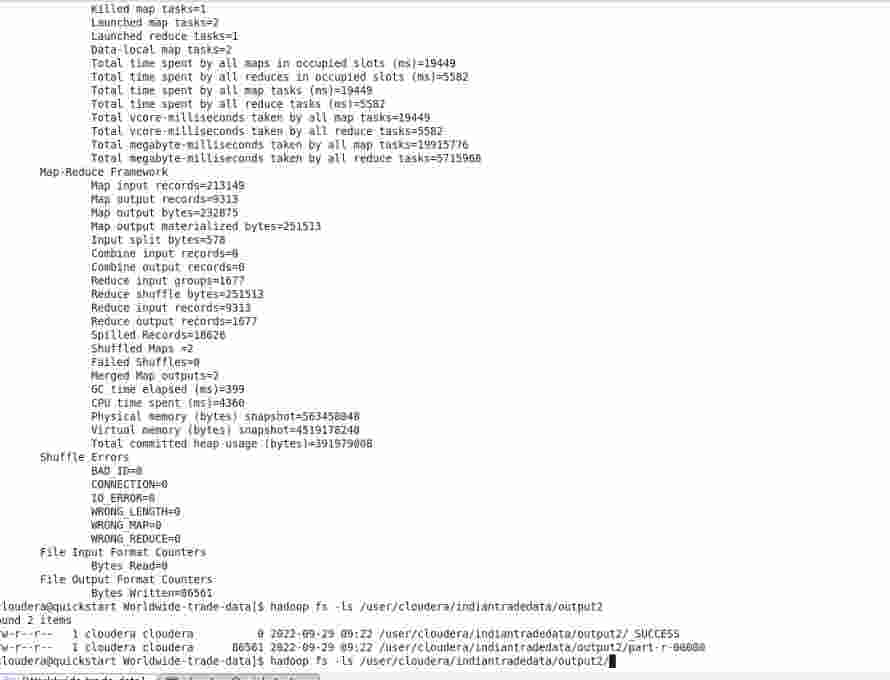 Killed map tasks=1
Launched map tasks=2
Launched reduce tasks=1
Data-local map tasks=2
Total time spent by all maps in occupied slots (ms)=19449
Total time spent by all reduces in occupied slots (ms)=5582
Total time spent by all map tasks (ms)=19449
Total time spent by all reduce tasks (ms)=5582
Total vcore-milliseconds taken by all map tasks=19449
Total vcore-milliseconds taken by all reduce tasks=5582
Total megabyte-milliseconds taken by all map tasks=19915776
Total megabyte-milliseconds taken by all reduce tasks=5715968
Map-Reduce Framework
Map input records=213149
Map output records=9313
Map output bytes=232875
Map output materialized bytes=251513
Input split bytes=578
Combine input records=0
Combine output records=0
Reduce input groups=1677
Reduce shuffle bytes=251513
Reduce input records=9313
Reduce output records=1677
Spilled Records=18626
Shuffled Maps =2
Failed Shuffles=0
Merged Map outputs=2
GC time elapsed (ms)=399
CPU time spent (ms)=4360
Physical memory (bytes) snapshot=563458048
Virtual memory (bytes) snapshot=4519178240
Total committed heap usage (bytes)=391979008
Shuffle Errors
BAD_ID=0
CONNECTION=0
IO_ERROR=0
WRONG_LENGTH=0
WRONG_MAP=0
WRONG_REDUCE=0
File Input Format Counters
Bytes Read=0
File Output Format Counters
Bytes Written=86561
cloudera@quickstart Worldwide-trade-data]$ hadoop fs -ls /user/cloudera/indiantradedata/output2
ound 2 items
rw-r--r-- 1 cloudera cloudera 0 2022-09-29 09:22 /user/cloudera/indiantradedata/output2/_SUCCESS
rw-r--r-- 1 cloudera cloudera 86561 2022-09-29 09:22 /user/cloudera/indiantradedata/output2/part-r-00000
cloudera@quickstart Worldwide-trade-data]$ hadoop fs -ls /user/cloudera/indiantradedata/output2/